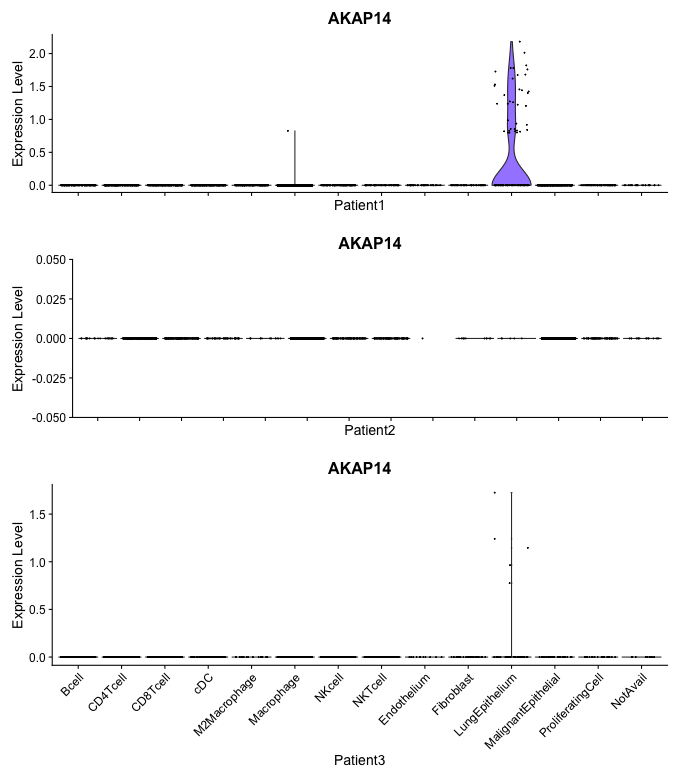 AKAP14
Expression Level
2.0
1.5
1.0
0.5
0.0
Patient1
AKAP14
Expression Level
0.050
0.025
0.000
-0.025
-0.050
Patient2
AKAP14
Expression Level
1.5
1.0
0.5
0.0
Bcell
CD4Tcell
CD8Tcell
cDC
M2Macrophage
Macrophage
NKcell
NKTcell
Endothelium
Fibroblast
LungEpithelium
MalignantEpithelial
ProliferatingCell
NotAvail
Patient3